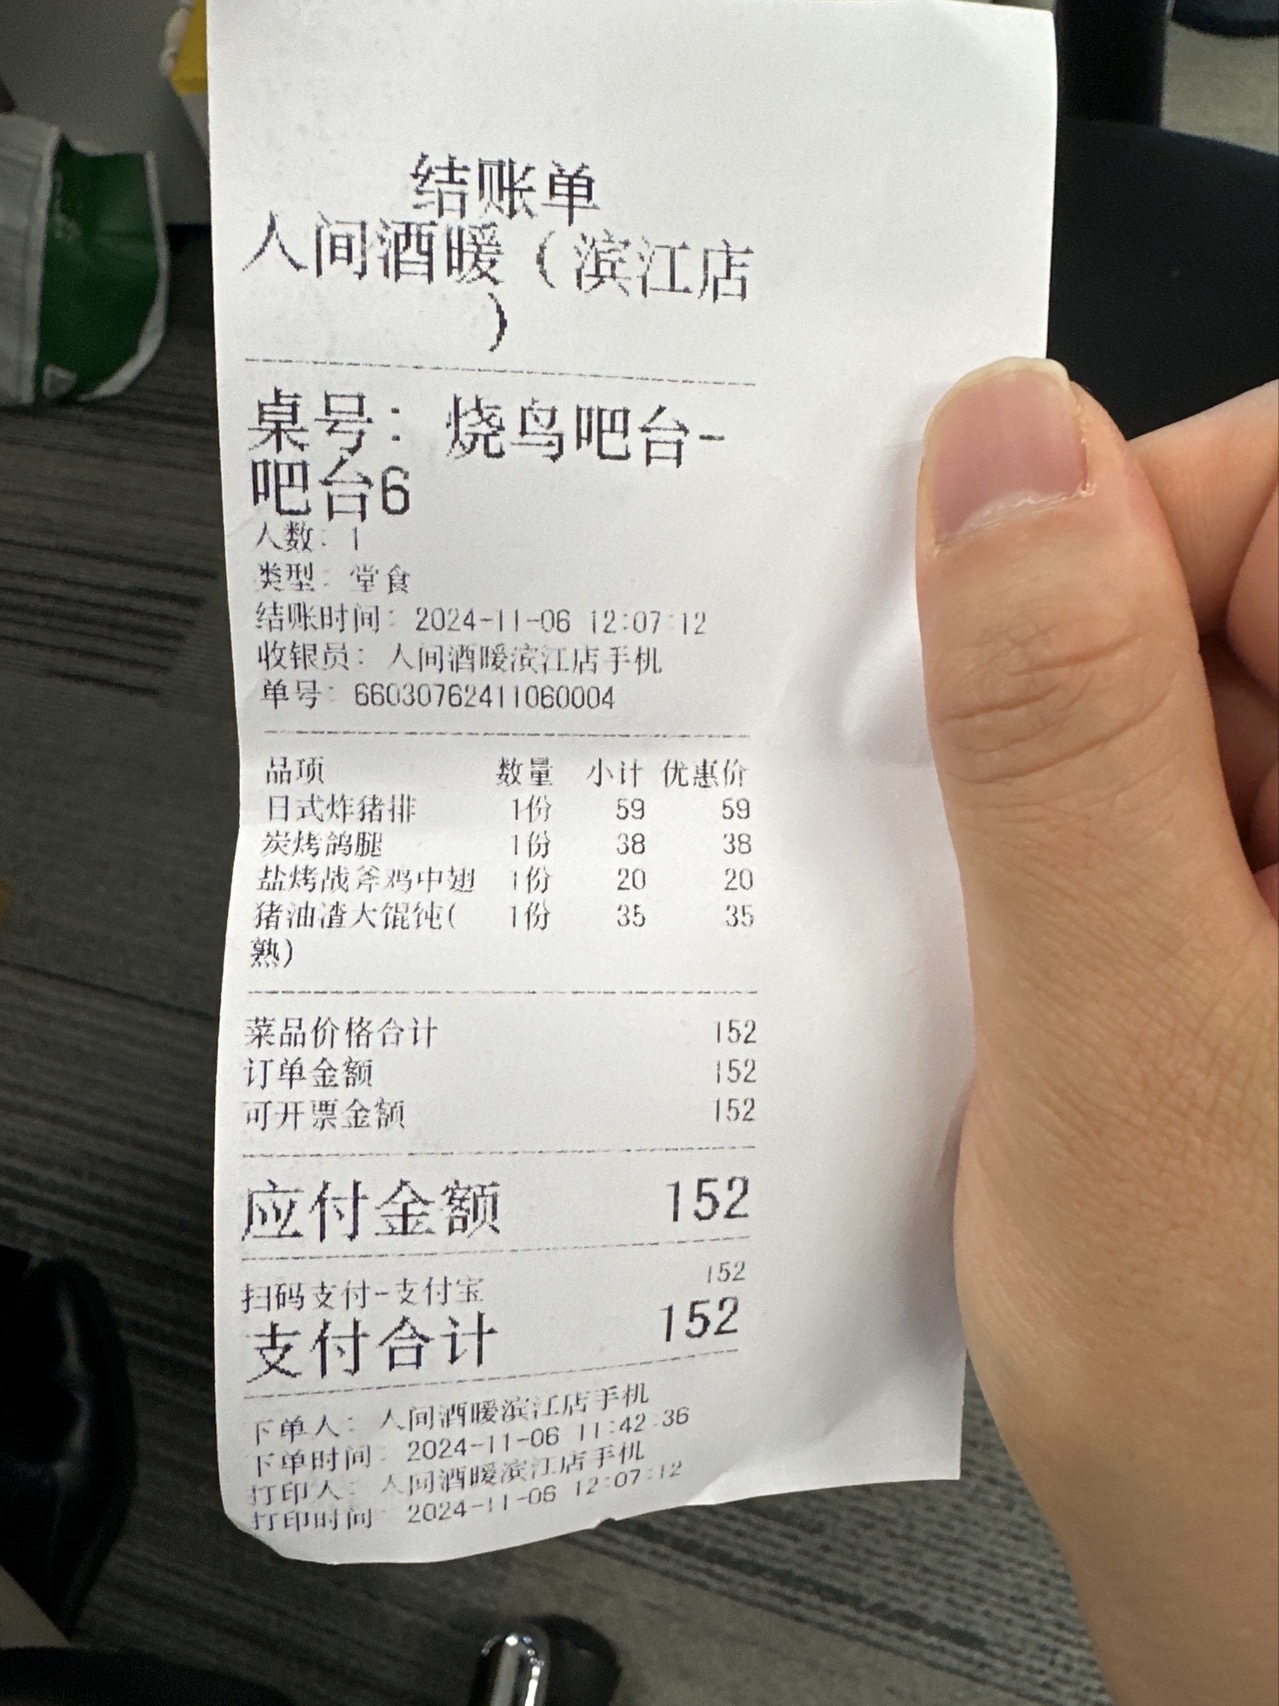 结账单
人间酒暖（滨江店
）
桌号：烧鸟吧台-
吧台6
人数：1
类型：堂食
结账时间：2024-11-06 12:07:12
收银员：人间酒暖滨江店手机
单号：66030762411060004
品项 数量 小计 优惠价
日式炸猪排 1份 59 59
炭烤鸽腿 1份 38 38
盐烤战斧鸡中翅 1份 20 20
猪油渣大馄饨( 1份 35 35
熟)
菜品价格合计 152
订单金额 152
可开票金额 152
应付金额 152
扫码支付-支付宝 152
支付合计 152
下单人：人间酒暖滨江店手机
下单时间：2024-11-06 11:42:36
打印人：人间酒暖滨江店手机
打印时间：2024-11-06 12:07:12